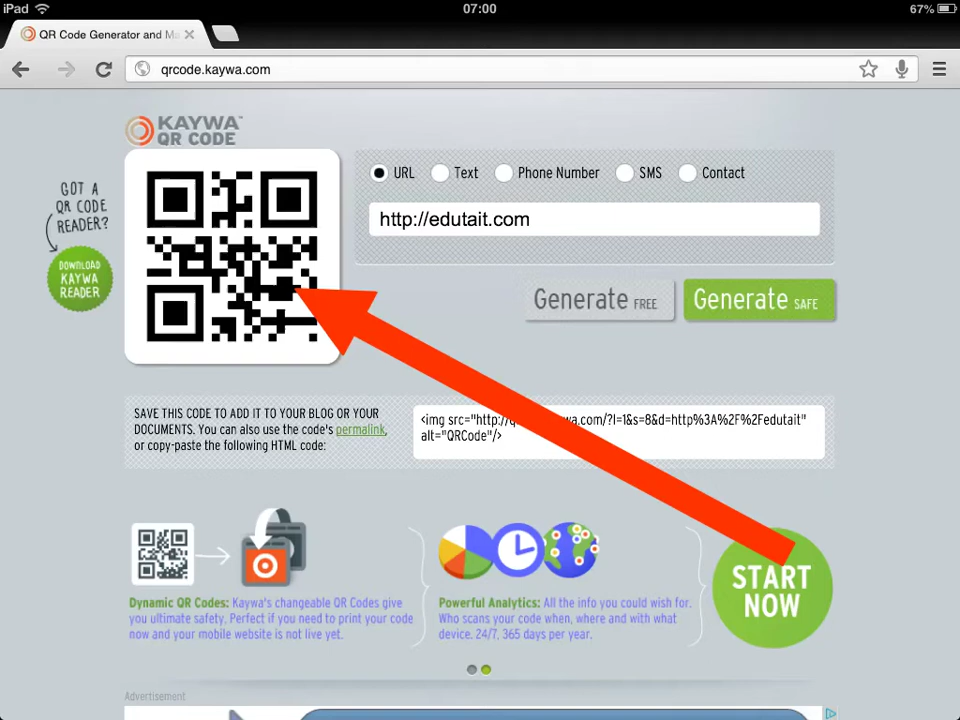 iPad
07:00
67%
QR Code Generator and Ma
qrcode.kaywa.com
KAYWA™
QR CODE
GOT A
QR CODE
READER?
DOWNLOAD
KAYWA
READER
URL
Text
Phone Number
SMS
Contact
http://edutait.com
Generate FREE
Generate SAFE
SAVE THIS CODE TO ADD IT TO YOUR BLOG OR YOUR
DOCUMENTS. You can also use the code's permalink,
or copy-paste the following HTML code:
<img src="http://q wa.com/?l=1&s=8&d=http%3A%2F%2Fedutait"
alt="QRCode"/>
Dynamic QR Codes: Kaywa's changeable QR Codes give
you ultimate safety. Perfect if you need to print your code
now and your mobile website is not live yet.
Powerful Analytics: All the info you could wish for.
Who scans your code when, where and with what
device. 24/7, 365 days per year.
START
NOW
Advertisement